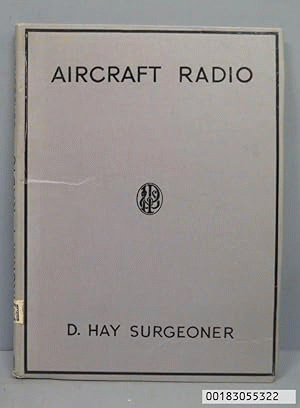 AIRCRAFT RADIO
D. HAY SURGEONER
00183055322